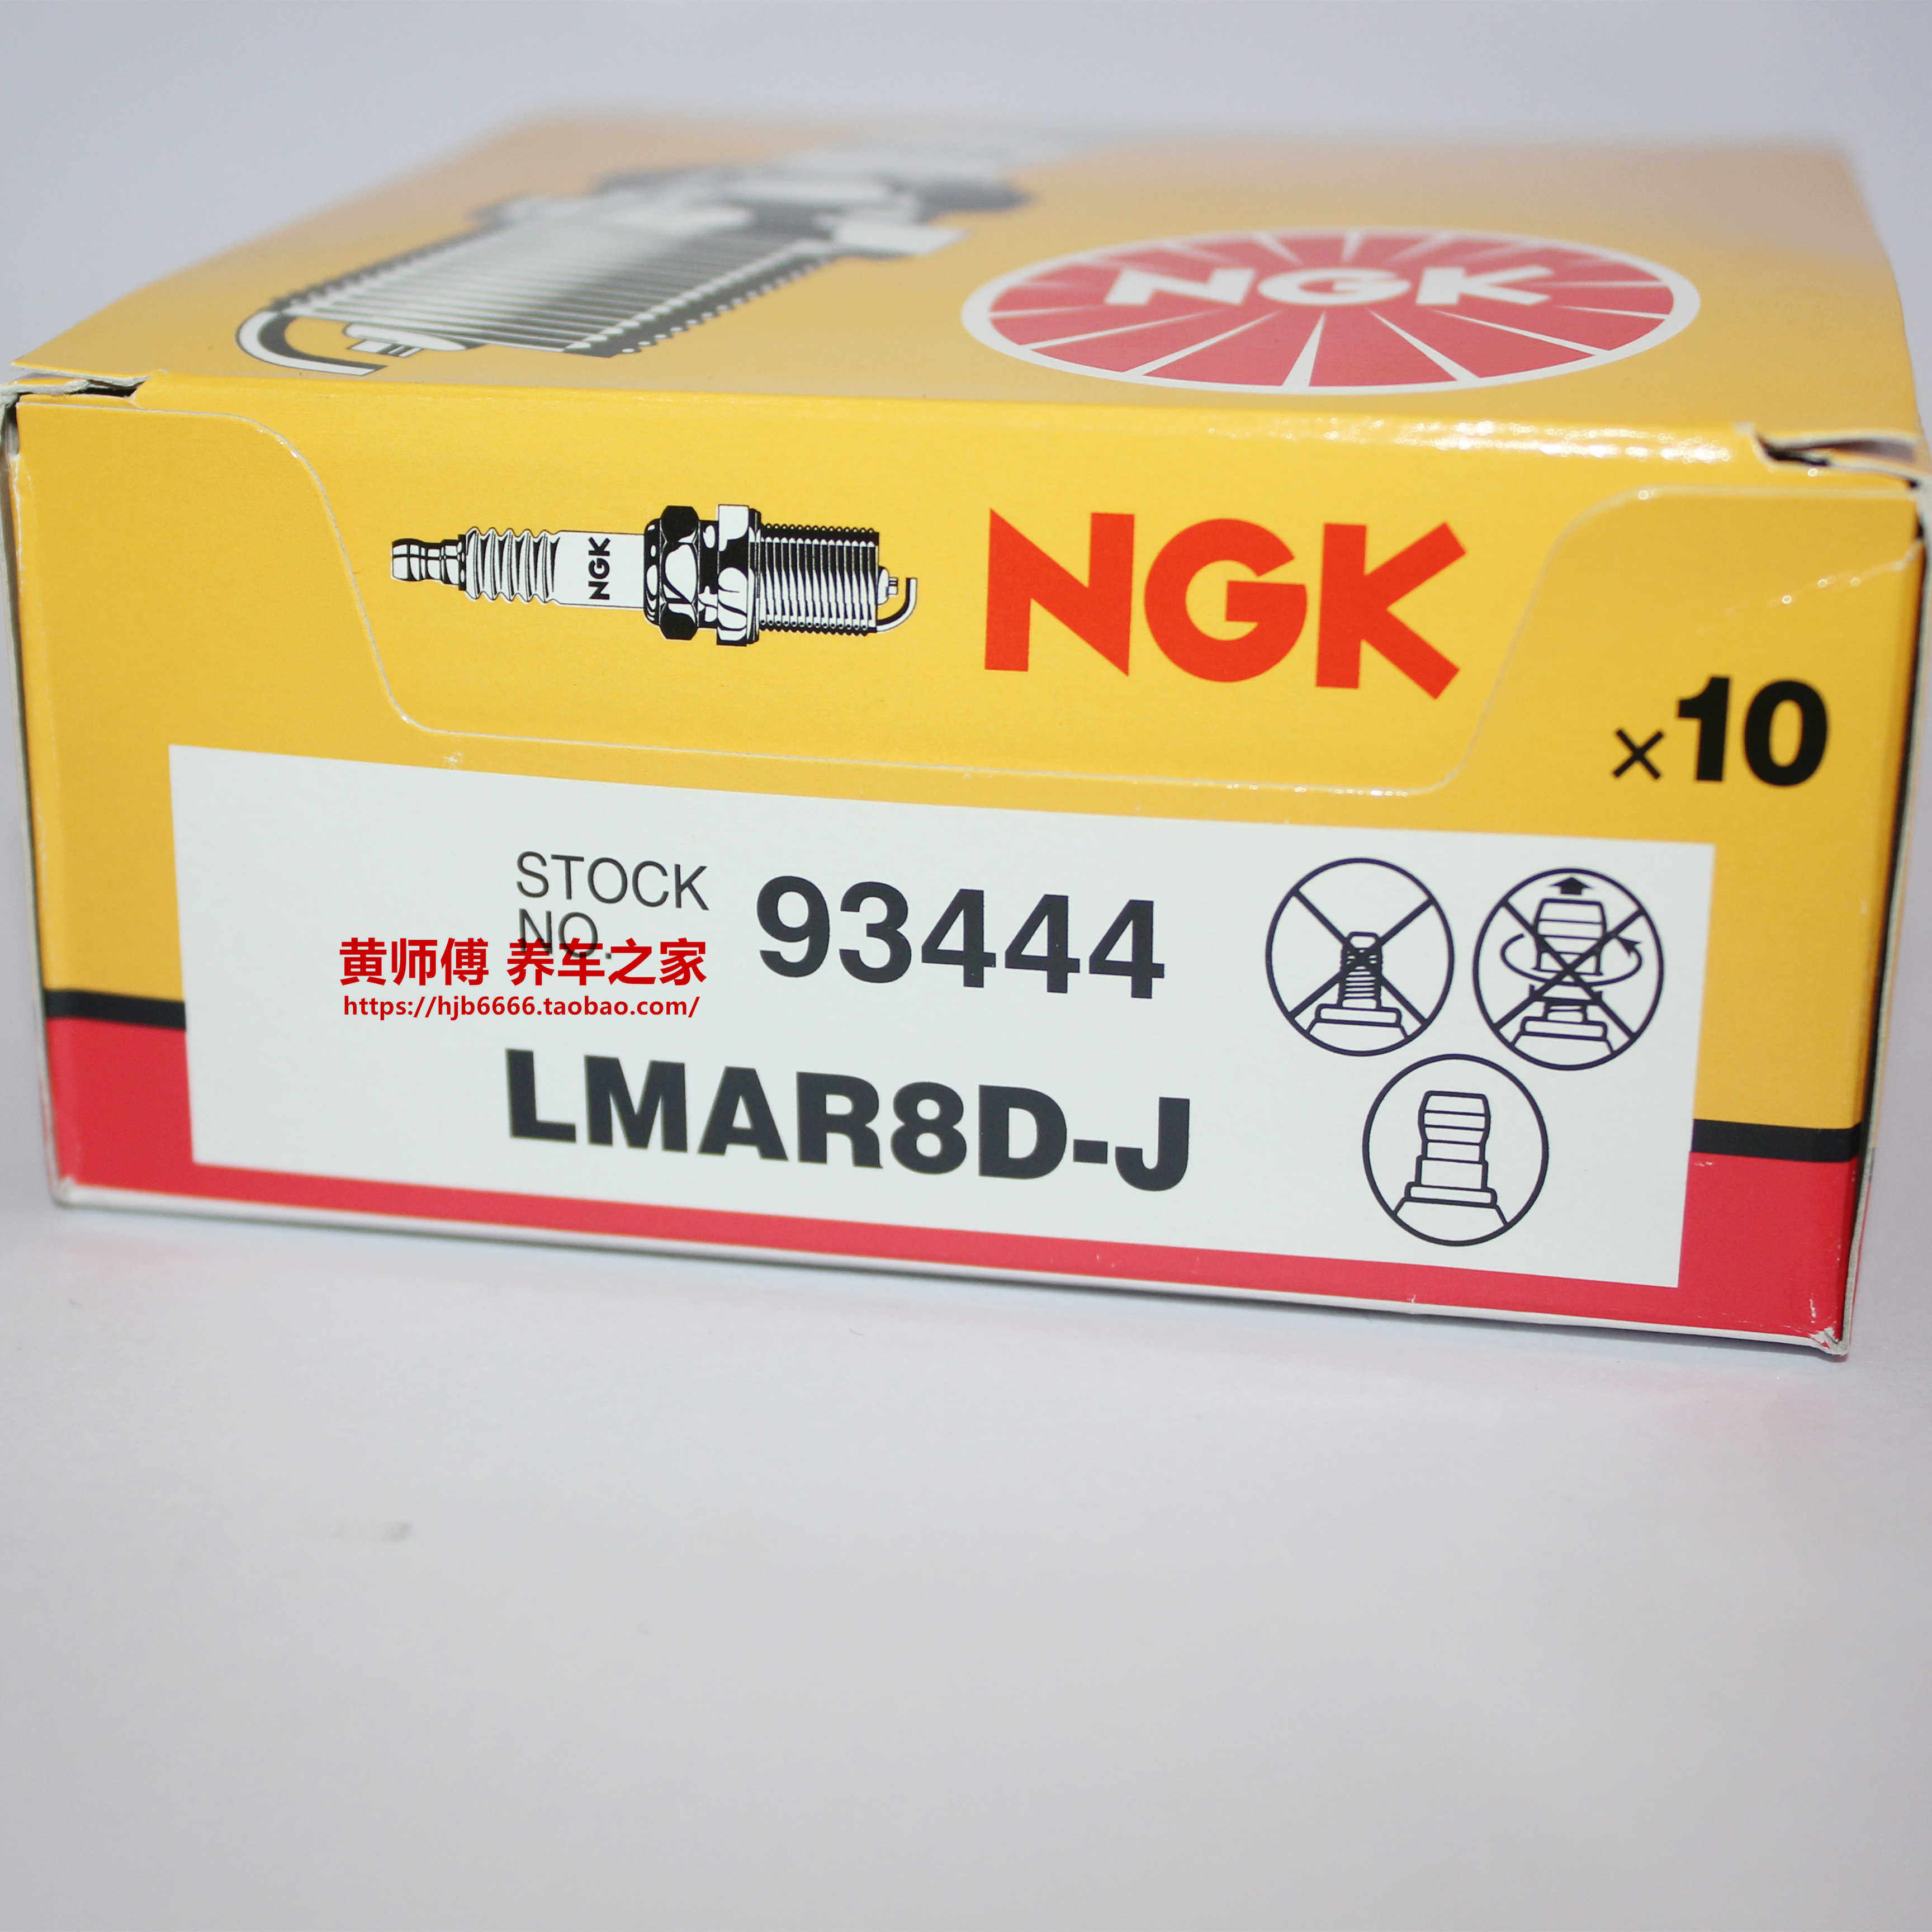 NGK
NGK
NGK
×10
STOCK
NO.
93444
黄师傅 养车之家
https://hjb6666.taobao.com/
LMAR8D-J